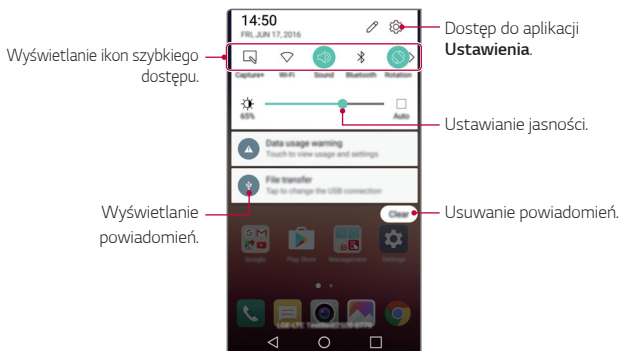 14:50
FRI, JUN 17, 2016
Dostęp do aplikacji
Ustawienia.
Wyświetlanie ikon szybkiego
dostępu.
Capture+ Wi-Fi Sound Bluetooth Rotation
65% Auto
Ustawianie jasności.
Data usage warning
Touch to view usage and settings
File transfer
Tap to change the USB connection
Wyświetlanie
powiadomień.
Clear
Usuwanie powiadomień.
Google Play Store Management Settings